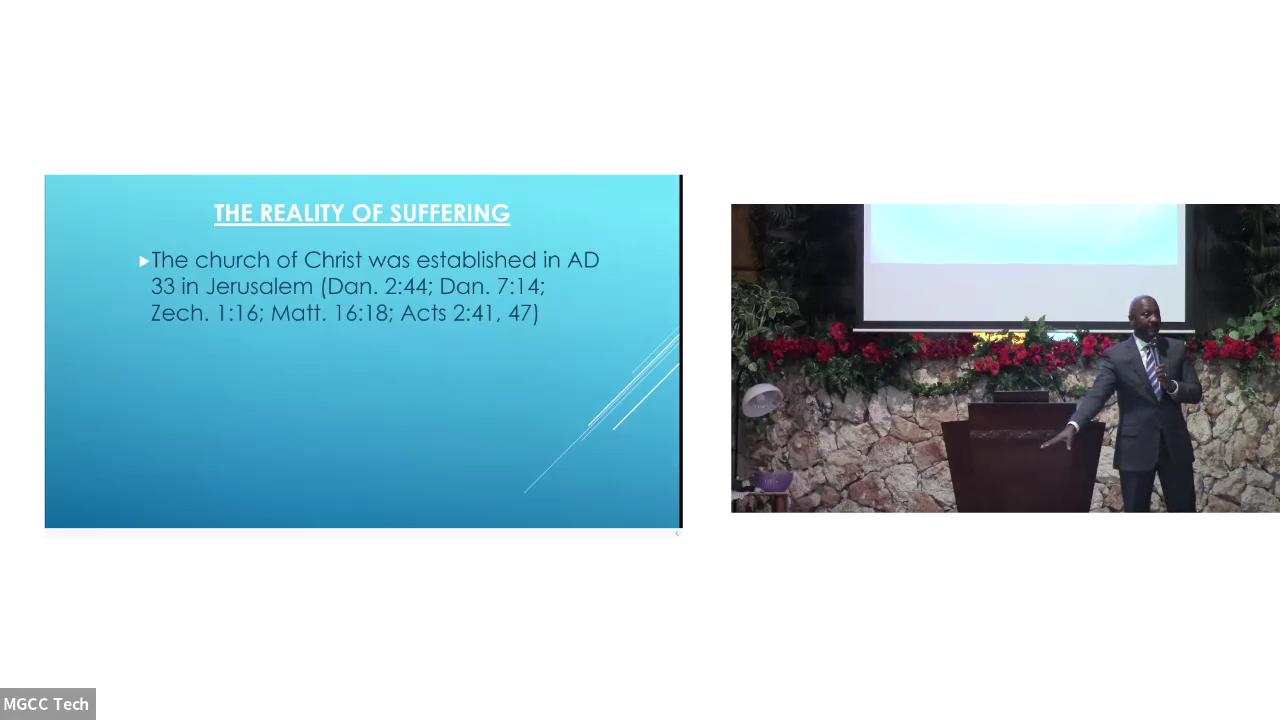 THE REALITY OF SUFFERING
The church of Christ was established in AD
33 in Jerusalem (Dan. 2:44; Dan. 7:14;
Zech. 1:16; Matt. 16:18; Acts 2:41, 47)
MGCC Tech